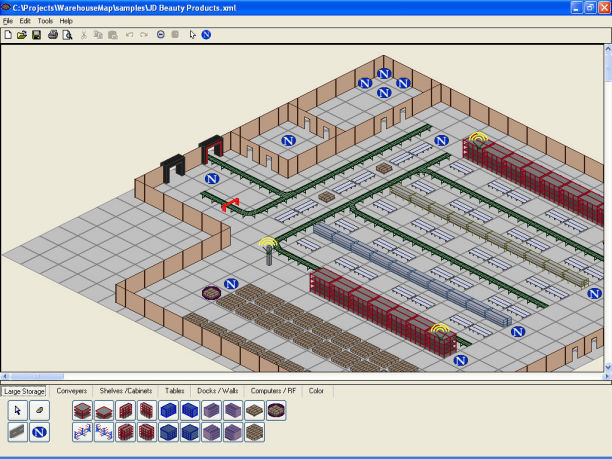 C:\Projects\WarehouseMap\samples\JD Beauty Products.xml
File Edit Tools Help
N
N N
N
N
N
N
N
N
N
N
Large Storage Conveyers Shelves /Cabinets Tables Docks / Walls Computers / RF Color
N